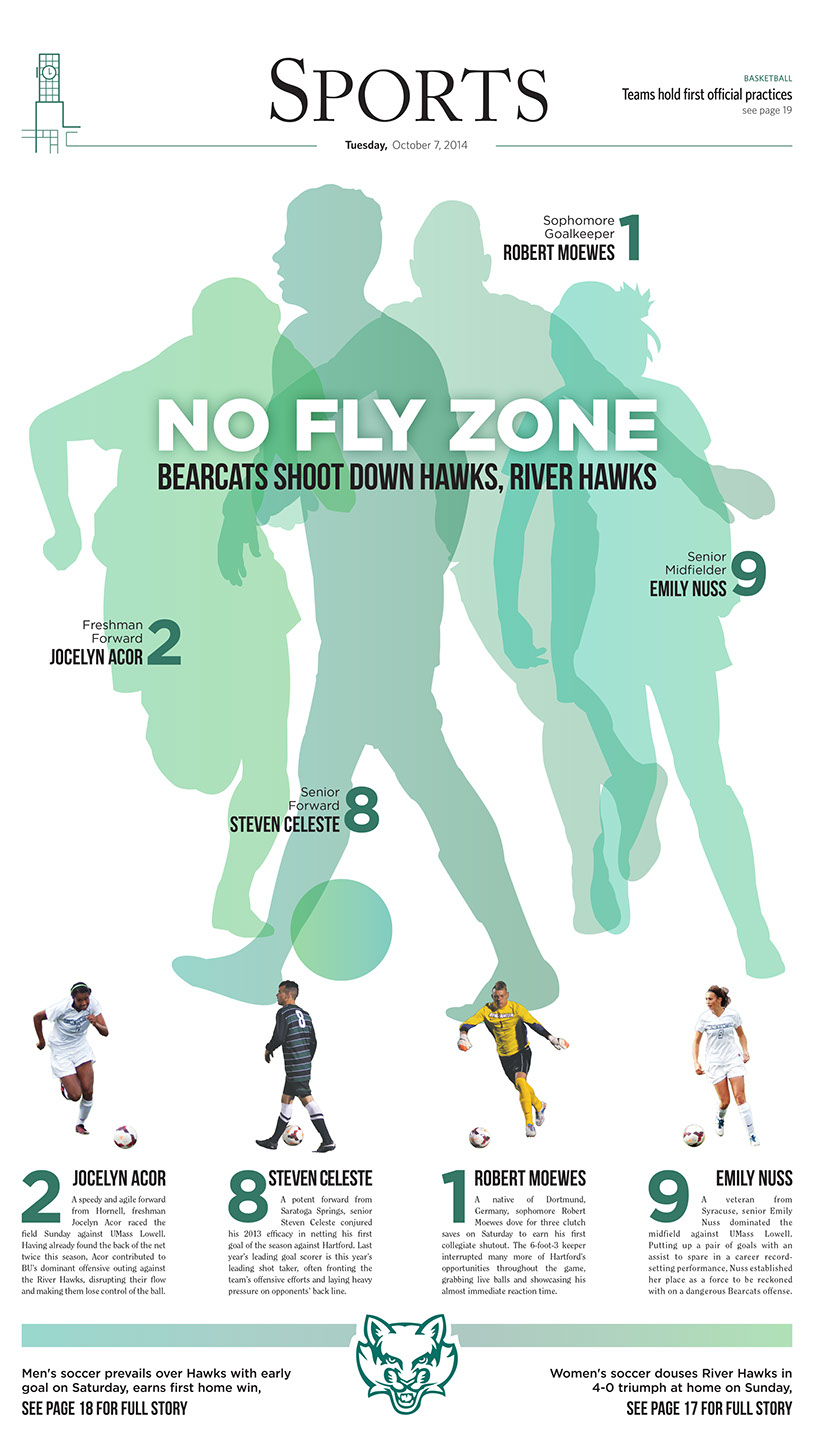 SPORTS
BASKETBALL
Teams hold first official practices
see page 19
Tuesday, October 7, 2014
Sophomore
Goalkeeper
ROBERT MOEWES
1
NO FLY ZONE
BEARCATS SHOOT DOWN HAWKS, RIVER HAWKS
Senior
Midfielder
EMILY NUSS
9
Freshman
Forward
JOCELYN ACOR
2
Senior
Forward
STEVEN CELESTE
8
8
2 JOCELYN ACOR
A speedy and agile forward
from Hornell, freshman
Jocelyn Acor raced the
field Sunday against UMass Lowell.
Having already found the back of the net
twice this season, Acor contributed to
BU's dominant offensive outing against
the River Hawks, disrupting their flow
and making them lose control of the ball.
8 STEVEN CELESTE
A potent forward from
Saratoga Springs, senior
Steven Celeste conjured
his 2013 efficacy in netting his first
goal of the season against Hartford. Last
year's leading goal scorer is this year's
leading shot taker, often fronting the
team's offensive efforts and laying heavy
pressure on opponents' back line.
1 ROBERT MOEWES
A native of Dortmund,
Germany, sophomore Robert
Moewes dove for three clutch
saves on Saturday to earn his first
collegiate shutout. The 6-foot-3 keeper
interrupted many more of Hartford's
opportunities throughout the game,
grabbing live balls and showcasing his
almost immediate reaction time.
9 EMILY NUSS
A veteran from
Syracuse, senior Emily
Nuss dominated the
midfield against UMass Lowell.
Putting up a pair of goals with an
assist to spare in a career record-
setting performance, Nuss established
her place as a force to be reckoned
with on a dangerous Bearcats offense.
Men's soccer prevails over Hawks with early
goal on Saturday, earns first home win,
SEE PAGE 18 FOR FULL STORY
Women's soccer douses River Hawks in
4-0 triumph at home on Sunday,
SEE PAGE 17 FOR FULL STORY